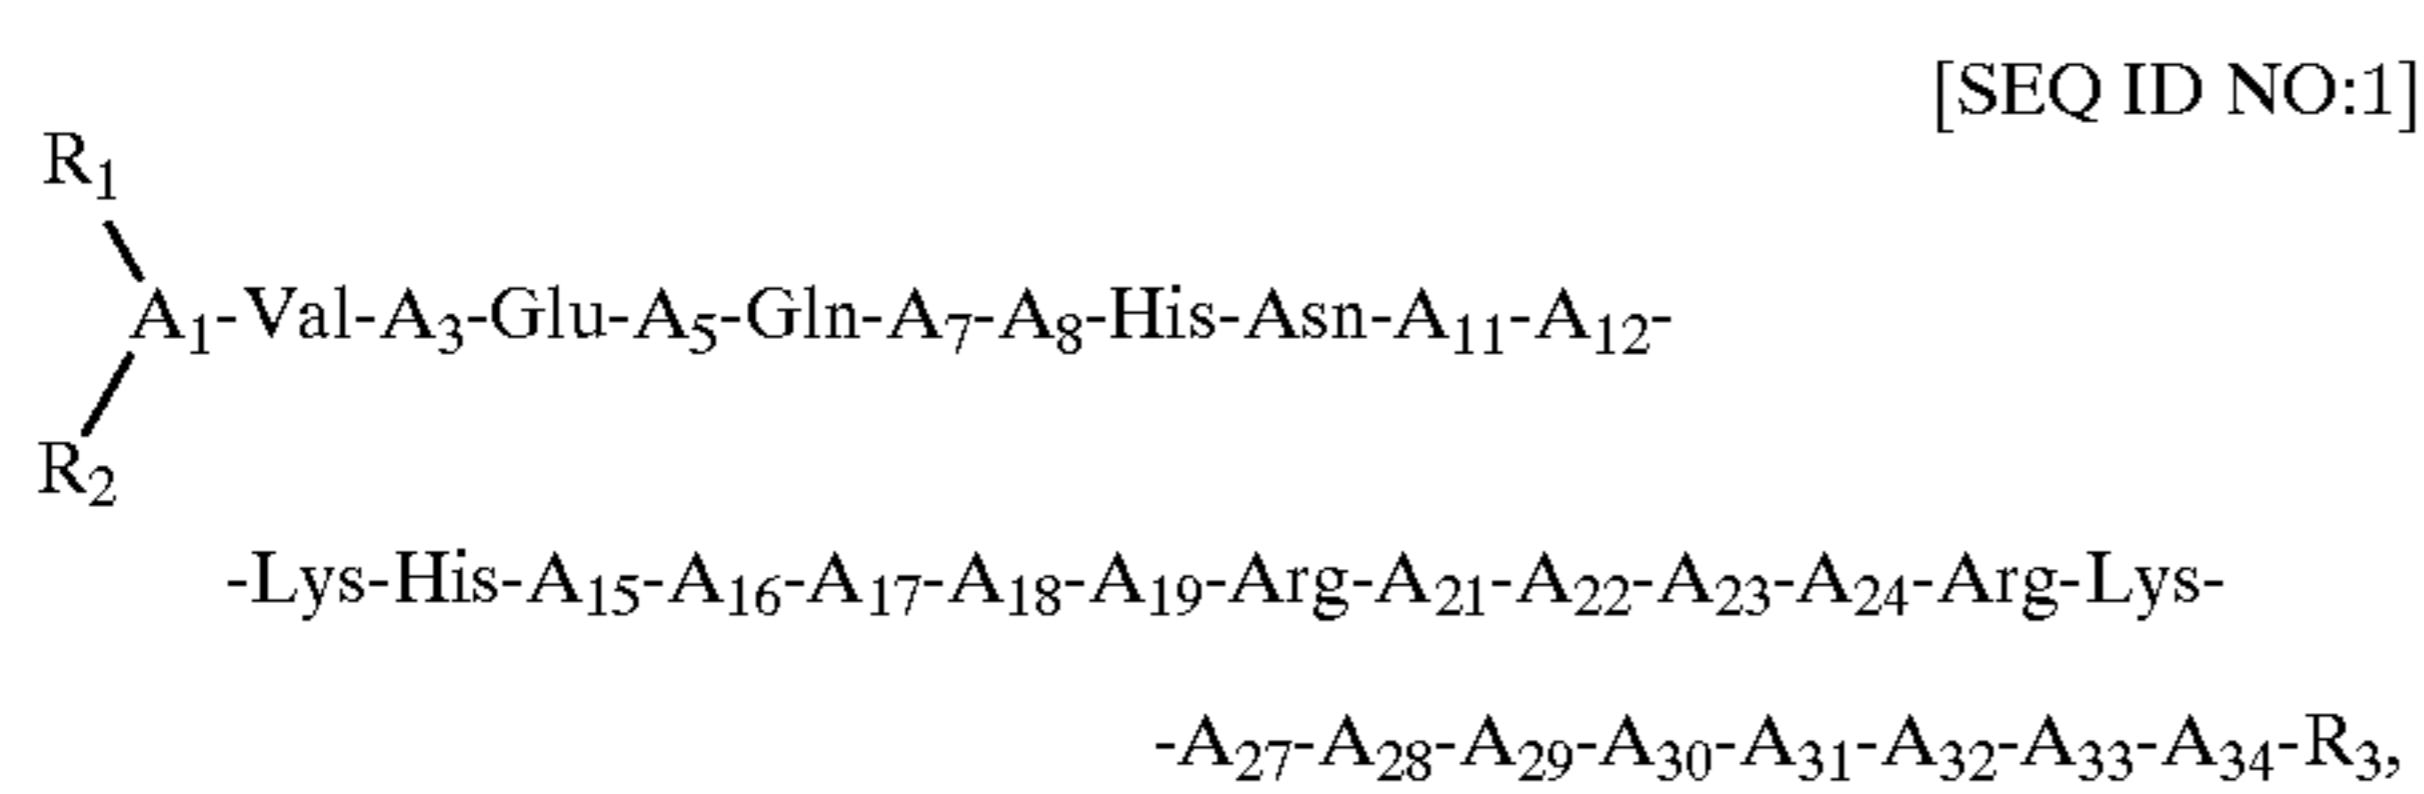 [SEQ ID NO:1]
R₁
A₁-Val-A₃-Glu-A₅-Gln-A₇-A₈-His-Asn-A₁₁-A₁₂-
R₂
-Lys-His-A₁₅-A₁₆-A₁₇-A₁₈-A₁₉-Arg-A₂₁-A₂₂-A₂₃-A₂₄-Arg-Lys-
-A₂₇-A₂₈-A₂₉-A₃₀-A₃₁-A₃₂-A₃₃-A₃₄-R₃,